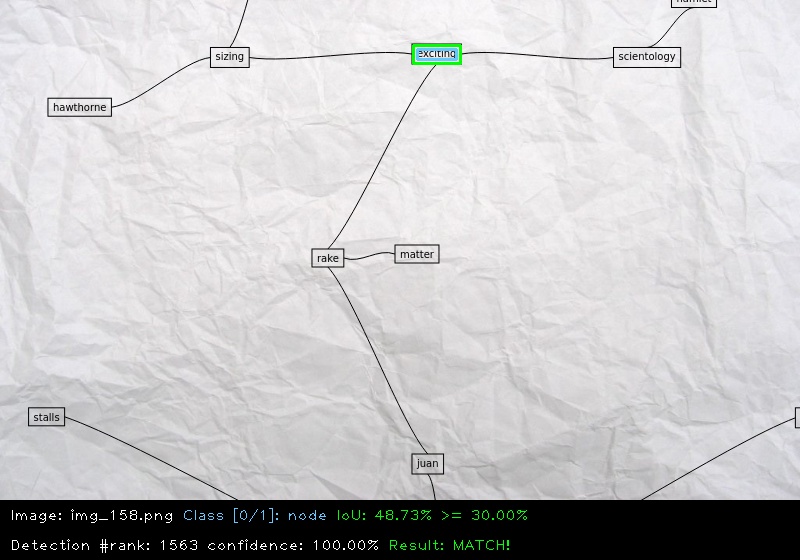 hamlet
sizing
exciting
scientology
hawthorne
rake
matter
stalls
juan
Image: img_158.png Class [0/1]: node IoU: 48.73% >= 30.00%
Detection #rank: 1563 confidence: 100.00% Result: MATCH!